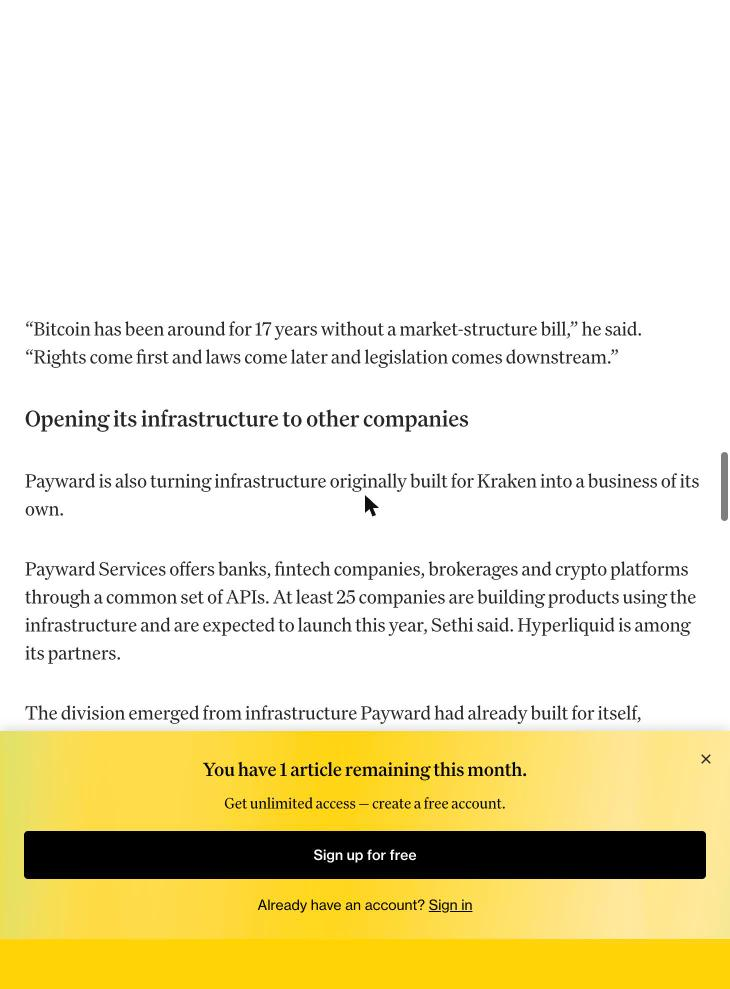 “Bitcoin has been around for 17 years without a market-structure bill,” he said.
“Rights come first and laws come later and legislation comes downstream.”
Opening its infrastructure to other companies
Payward is also turning infrastructure originally built for Kraken into a business of its
own.
Payward Services offers banks, fintech companies, brokerages and crypto platforms
through a common set of APIs. At least 25 companies are building products using the
infrastructure and are expected to launch this year, Sethi said. Hyperliquid is among
its partners.
The division emerged from infrastructure Payward had already built for itself,
You have 1 article remaining this month.
Get unlimited access — create a free account.
Sign up for free
Already have an account? Sign in